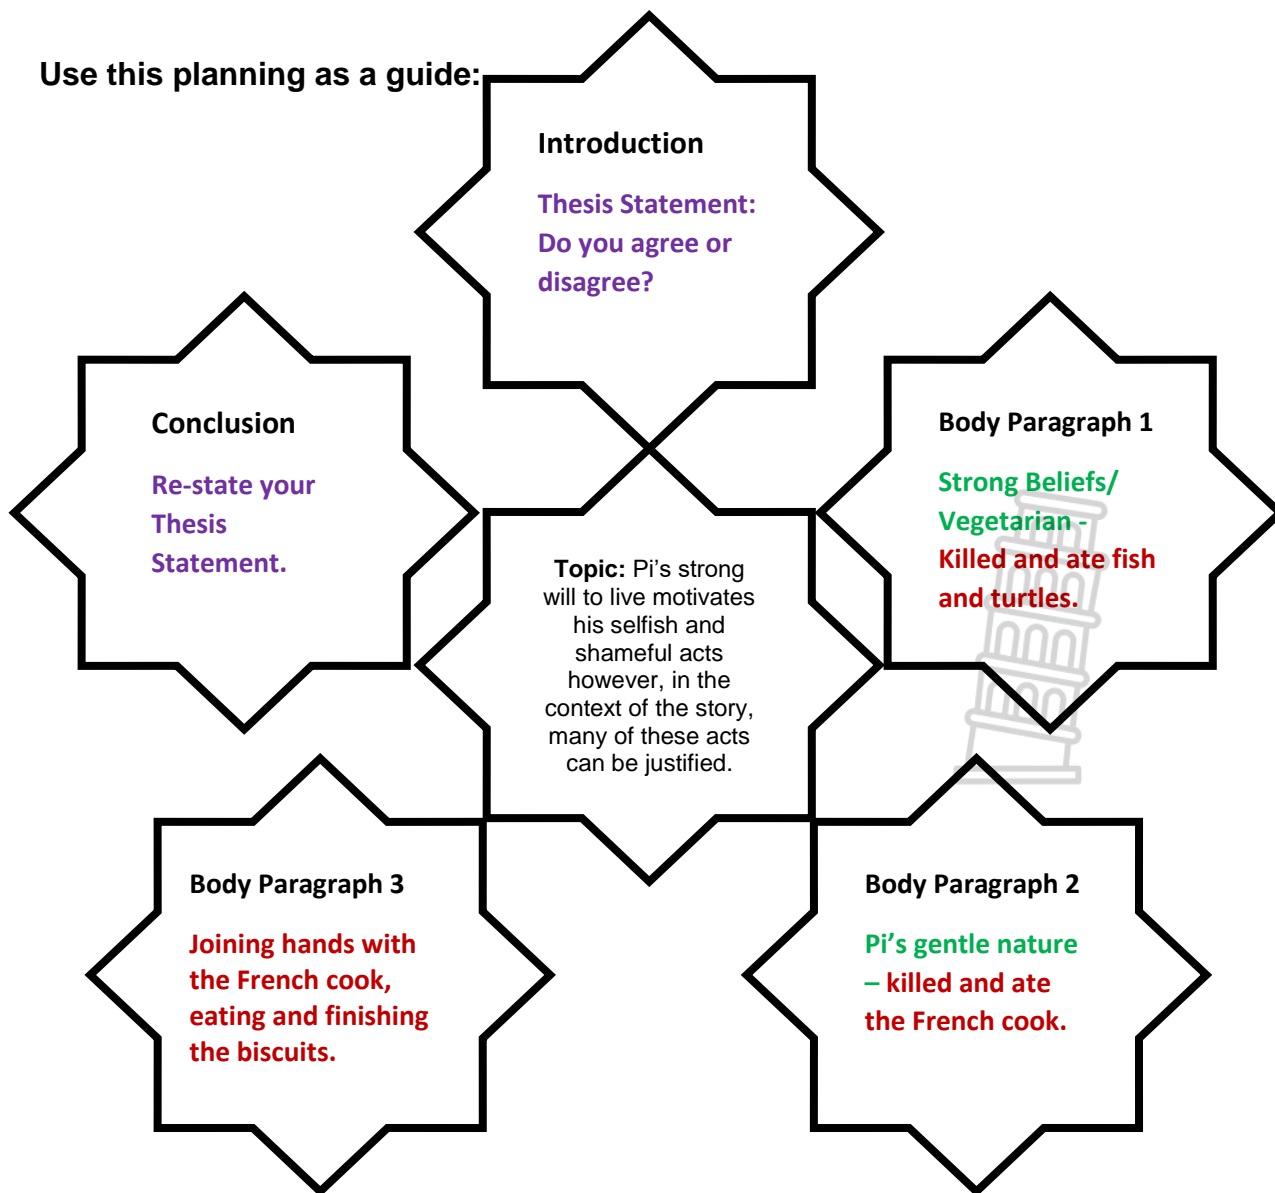 Use this planning as a guide:
Introduction
Thesis Statement:
Do you agree or
disagree?
Conclusion
Re-state your
Thesis
Statement.
Body Paragraph 1
Strong Beliefs/
Vegetarian -
Killed and ate fish
and turtles.
Topic: Pi’s strong
will to live motivates
his selfish and
shameful acts
however, in the
context of the story,
many of these acts
can be justified.
Body Paragraph 3
Joining hands with
the French cook,
eating and finishing
the biscuits.
Body Paragraph 2
Pi’s gentle nature
– killed and ate
the French cook.